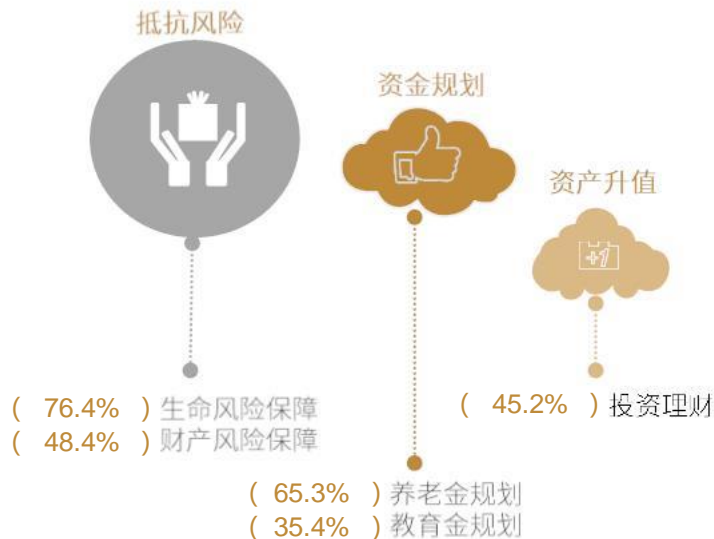 抵抗风险
资金规划
资产升值
+1
( 76.4% ) 生命风险保障
( 48.4% ) 财产风险保障
( 45.2% ) 投资理财
( 65.3% ) 养老金规划
( 35.4% ) 教育金规划